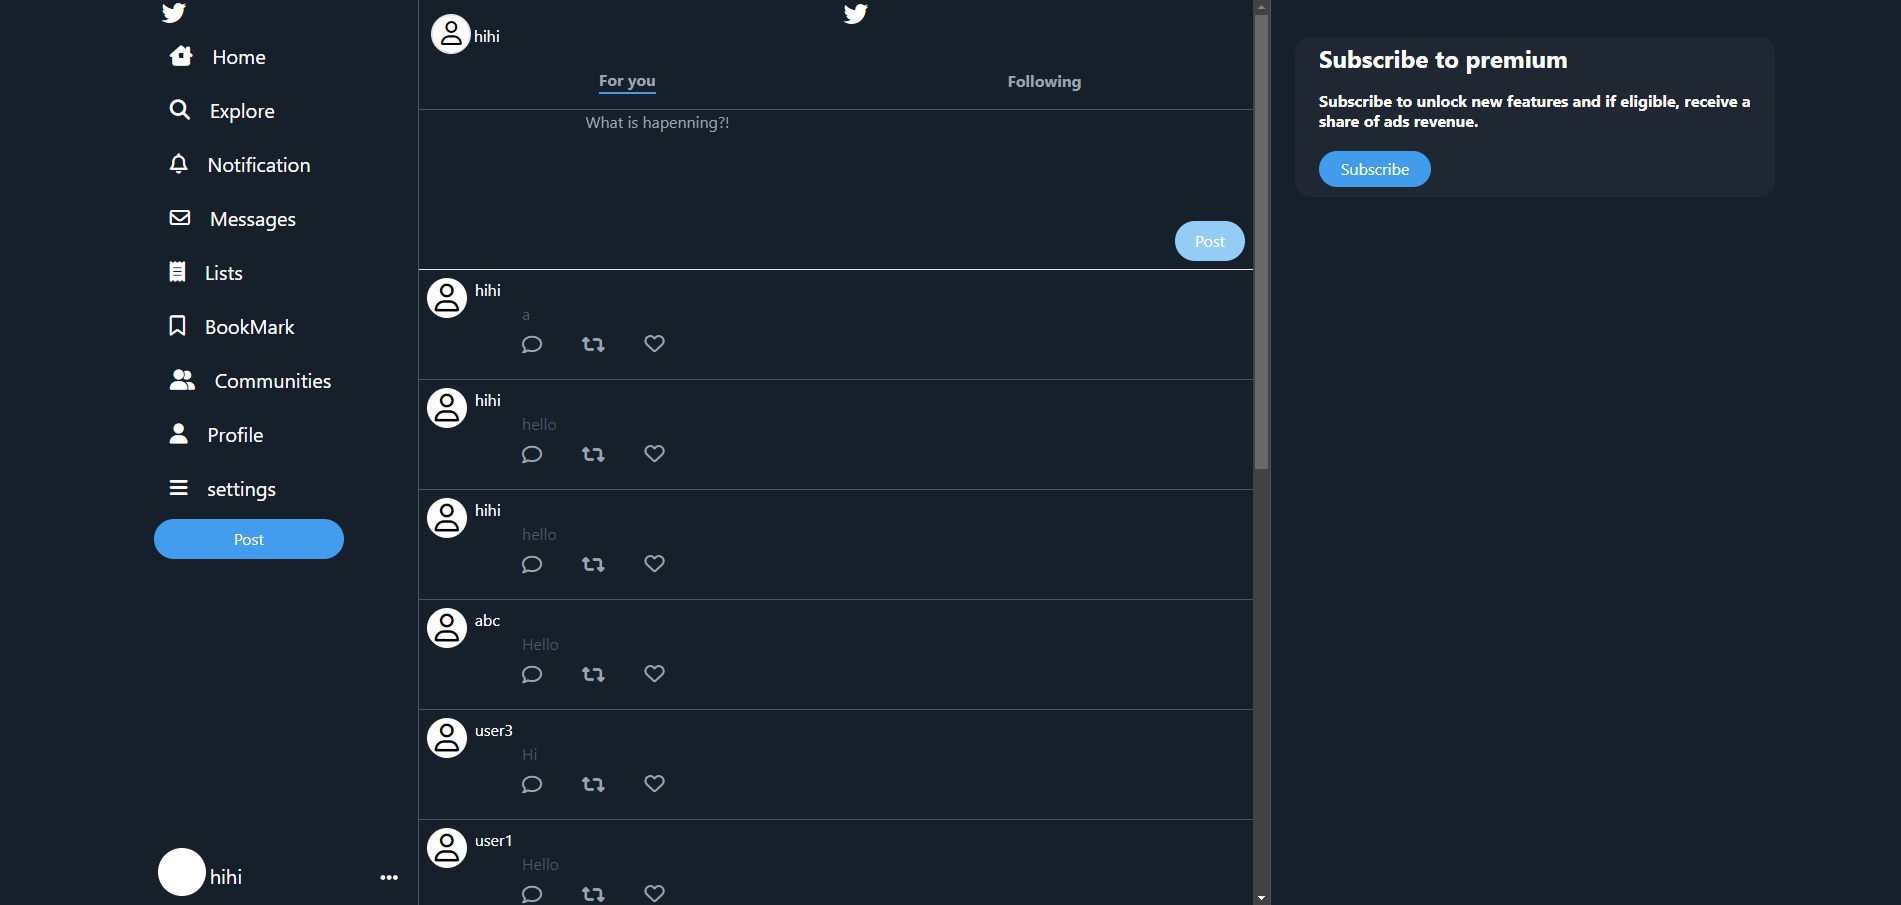 Home
Explore
Notification
Messages
Lists
BookMark
Communities
Profile
settings
Post
hihi
hihi
For you
Following
What is hapenning?!
Post
hihi
a
hihi
hello
hihi
hello
abc
Hello
user3
Hi
user1
Hello
Subscribe to premium
Subscribe to unlock new features and if eligible, receive a
share of ads revenue.
Subscribe